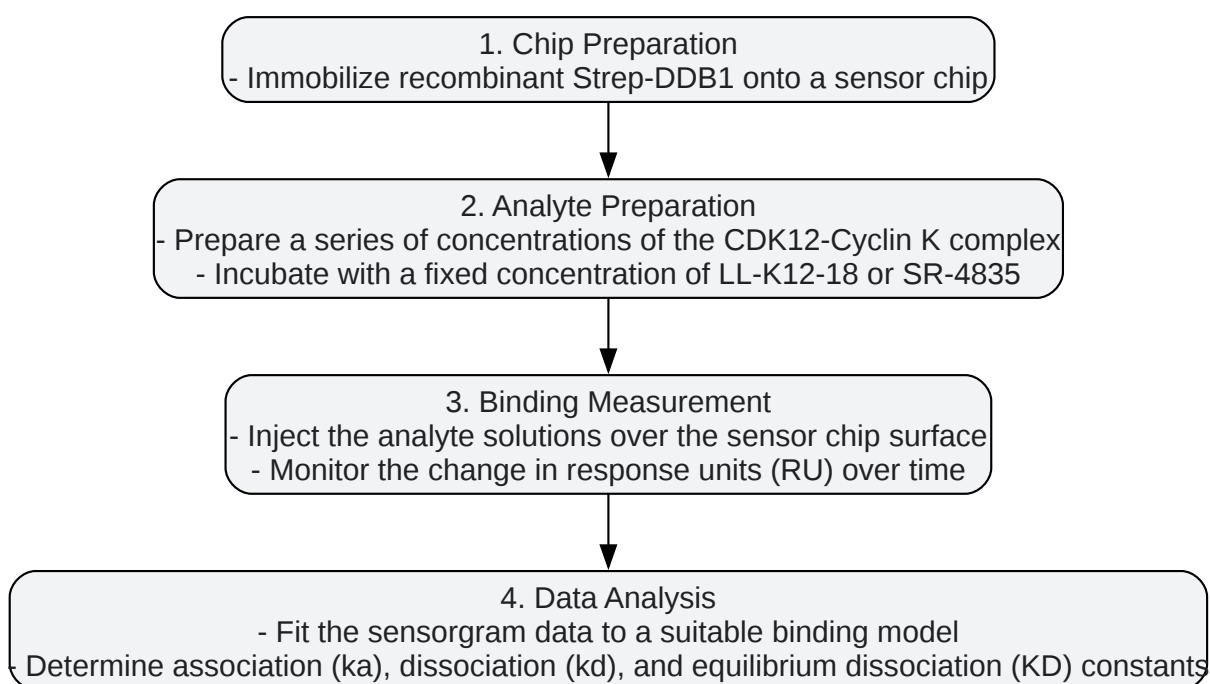 1. Chip Preparation
- Immobilize recombinant Strep-DDB1 onto a sensor chip
2. Analyte Preparation
- Prepare a series of concentrations of the CDK12-Cyclin K complex
- Incubate with a fixed concentration of LL-K12-18 or SR-4835
3. Binding Measurement
- Inject the analyte solutions over the sensor chip surface
- Monitor the change in response units (RU) over time
4. Data Analysis
- Fit the sensorgram data to a suitable binding model
- Determine association (ka), dissociation (kd), and equilibrium dissociation (KD) constants